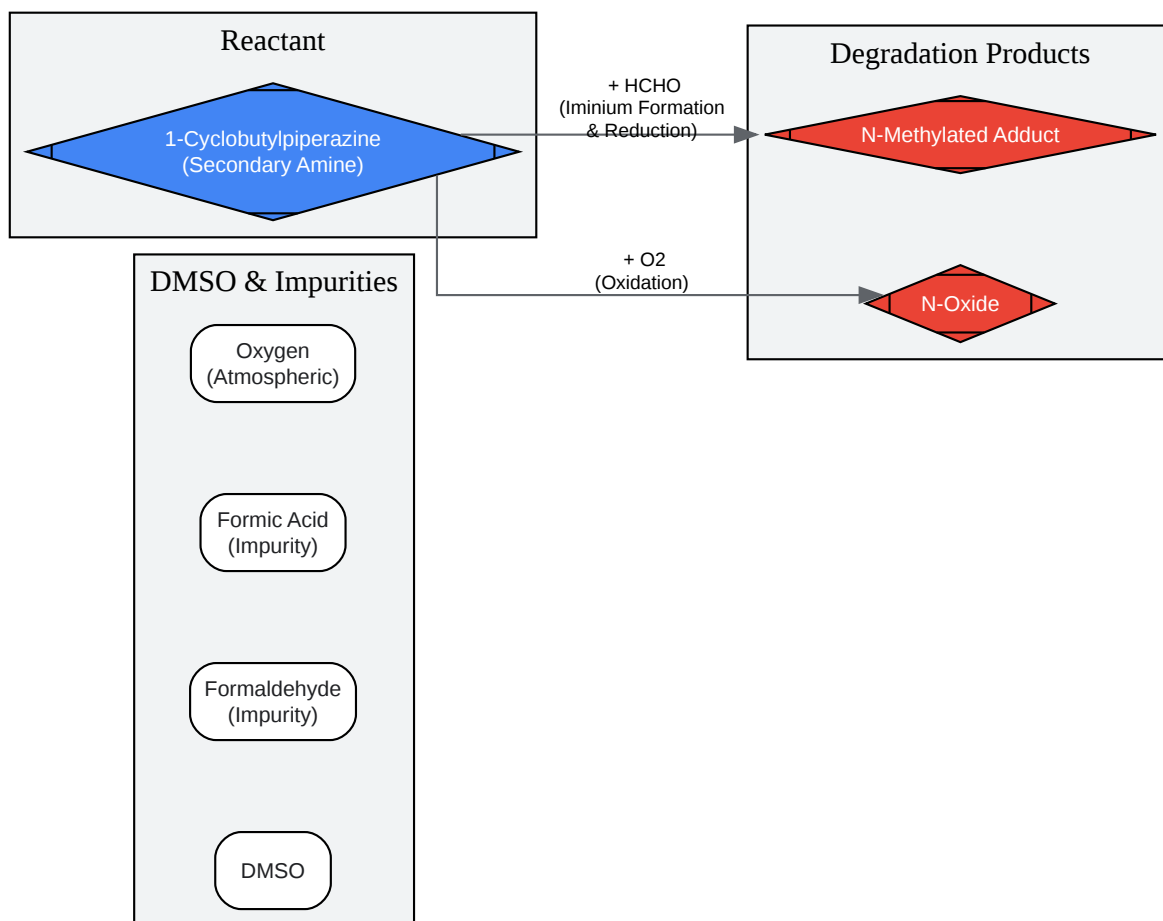 Reactant
1-Cyclobutylpiperazine
(Secondary Amine)
+ HCHO
(Iminium Formation
& Reduction)
Degradation Products
N-Methylated Adduct
+ O2
(Oxidation)
N-Oxide
DMSO & Impurities
Oxygen
(Atmospheric)
Formic Acid
(Impurity)
Formaldehyde
(Impurity)
DMSO